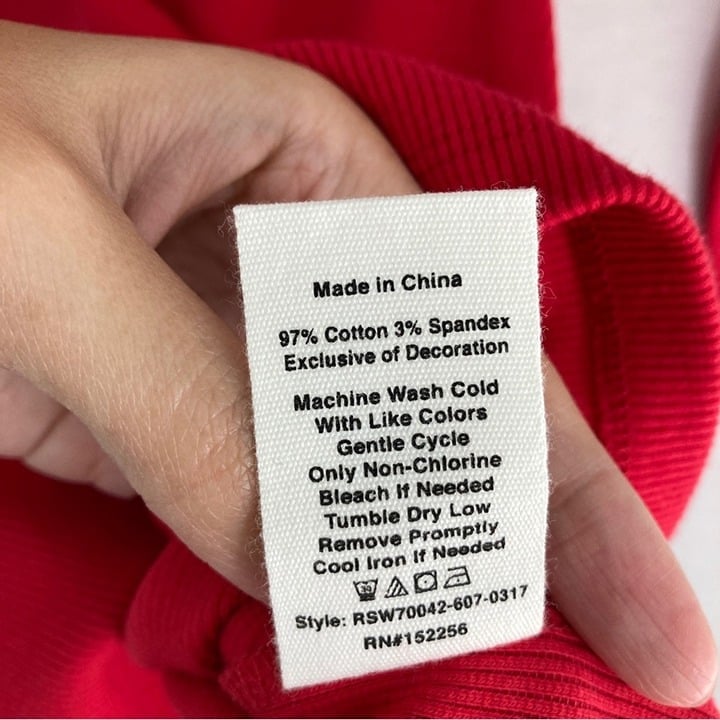 Made in China
97% Cotton 3% Spandex
Exclusive of Decoration
Machine Wash Cold
With Like Colors
Gentle Cycle
Only Non-Chlorine
Bleach If Needed
Tumble Dry Low
Remove Promptly
Cool Iron If Needed
30
Style: RSW70042-607-0317
RN#152256